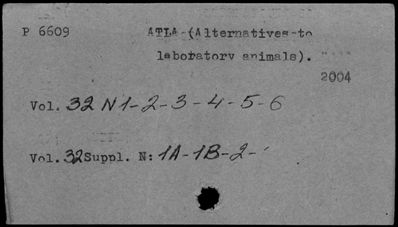 P 6609 ATLA-(Alternatives-to
laboratory animals).
2004
Vol. 32 N 1-2-3-4-5-6
Vol. 32 Suppl. N: 1A-1B-2-